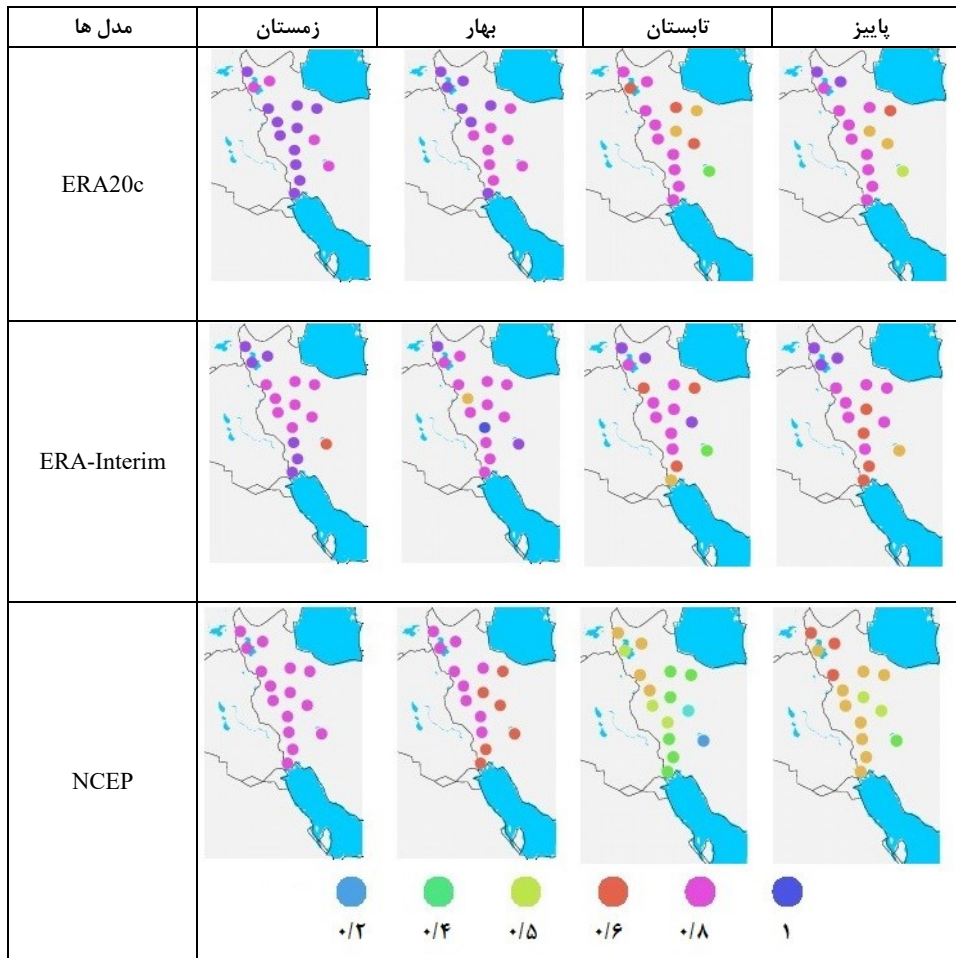 مدل ها زمستان بهار تابستان پاییز
ERA20c
ERA-Interim
NCEP
۰/۲ ۰/۴ ۰/۵ ۰/۶ ۰/۸ ۱